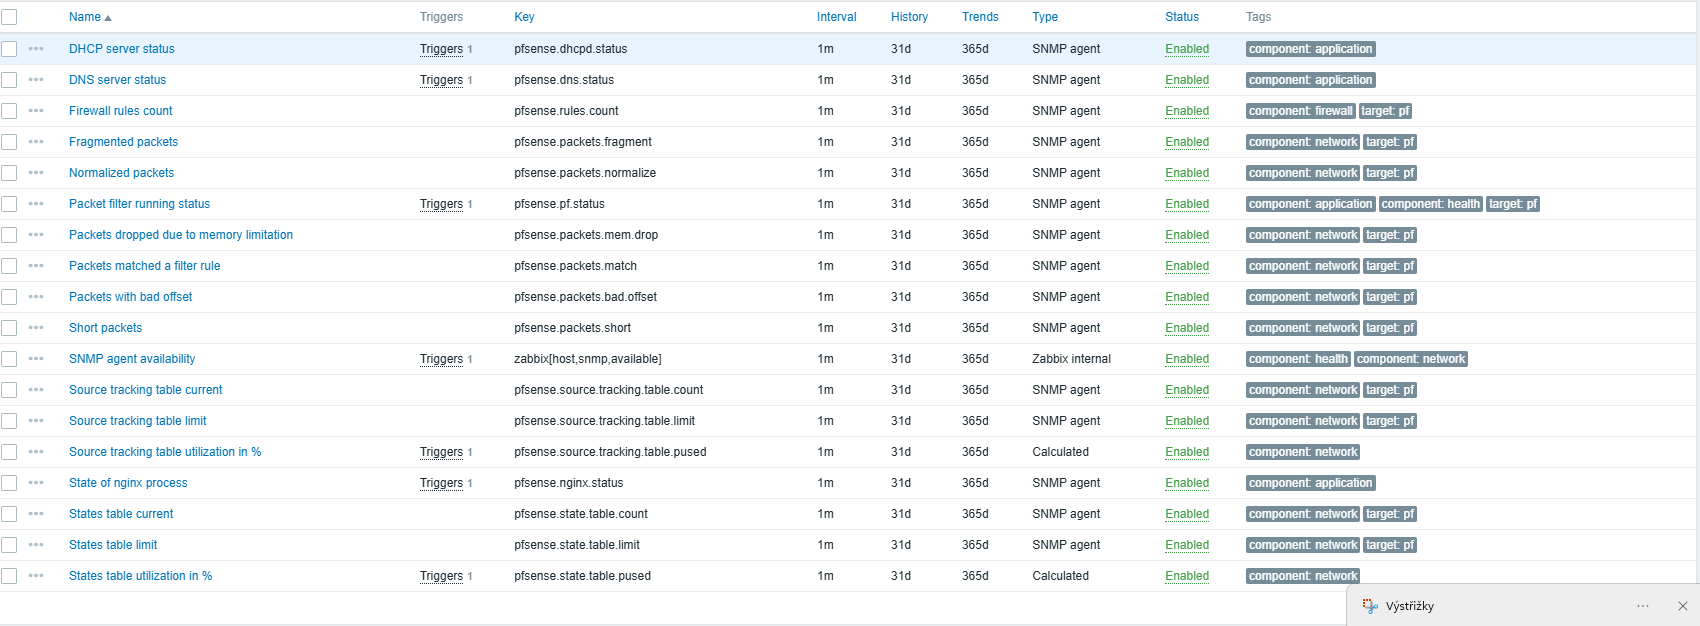 Name Triggers Key Interval History Trends Type Status Tags
DHCP server status Triggers 1 pfsense.dhcpd.status 1m 31d 365d SNMP agent Enabled component: application
DNS server status Triggers 1 pfsense.dns.status 1m 31d 365d SNMP agent Enabled component: application
Firewall rules count pfsense.rules.count 1m 31d 365d SNMP agent Enabled component: firewall target: pf
Fragmented packets pfsense.packets.fragment 1m 31d 365d SNMP agent Enabled component: network target: pf
Normalized packets pfsense.packets.normalize 1m 31d 365d SNMP agent Enabled component: network target: pf
Packet filter running status Triggers 1 pfsense.pf.status 1m 31d 365d SNMP agent Enabled component: application component: health target: pf
Packets dropped due to memory limitation pfsense.packets.mem.drop 1m 31d 365d SNMP agent Enabled component: network target: pf
Packets matched a filter rule pfsense.packets.match 1m 31d 365d SNMP agent Enabled component: network target: pf
Packets with bad offset pfsense.packets.bad.offset 1m 31d 365d SNMP agent Enabled component: network target: pf
Short packets pfsense.packets.short 1m 31d 365d SNMP agent Enabled component: network target: pf
SNMP agent availability Triggers 1 zabbix[host,snmp,available] 1m 31d 365d Zabbix internal Enabled component: health component: network
Source tracking table current pfsense.source.tracking.table.count 1m 31d 365d SNMP agent Enabled component: network target: pf
Source tracking table limit pfsense.source.tracking.table.limit 1m 31d 365d SNMP agent Enabled component: network target: pf
Source tracking table utilization in % Triggers 1 pfsense.source.tracking.table.pused 1m 31d 365d Calculated Enabled component: network
State of nginx process Triggers 1 pfsense.nginx.status 1m 31d 365d SNMP agent Enabled component: application
States table current pfsense.state.table.count 1m 31d 365d SNMP agent Enabled component: network target: pf
States table limit pfsense.state.table.limit 1m 31d 365d SNMP agent Enabled component: network target: pf
States table utilization in % Triggers 1 pfsense.state.table.pused 1m 31d 365d Calculated Enabled component: network
Výstřižky